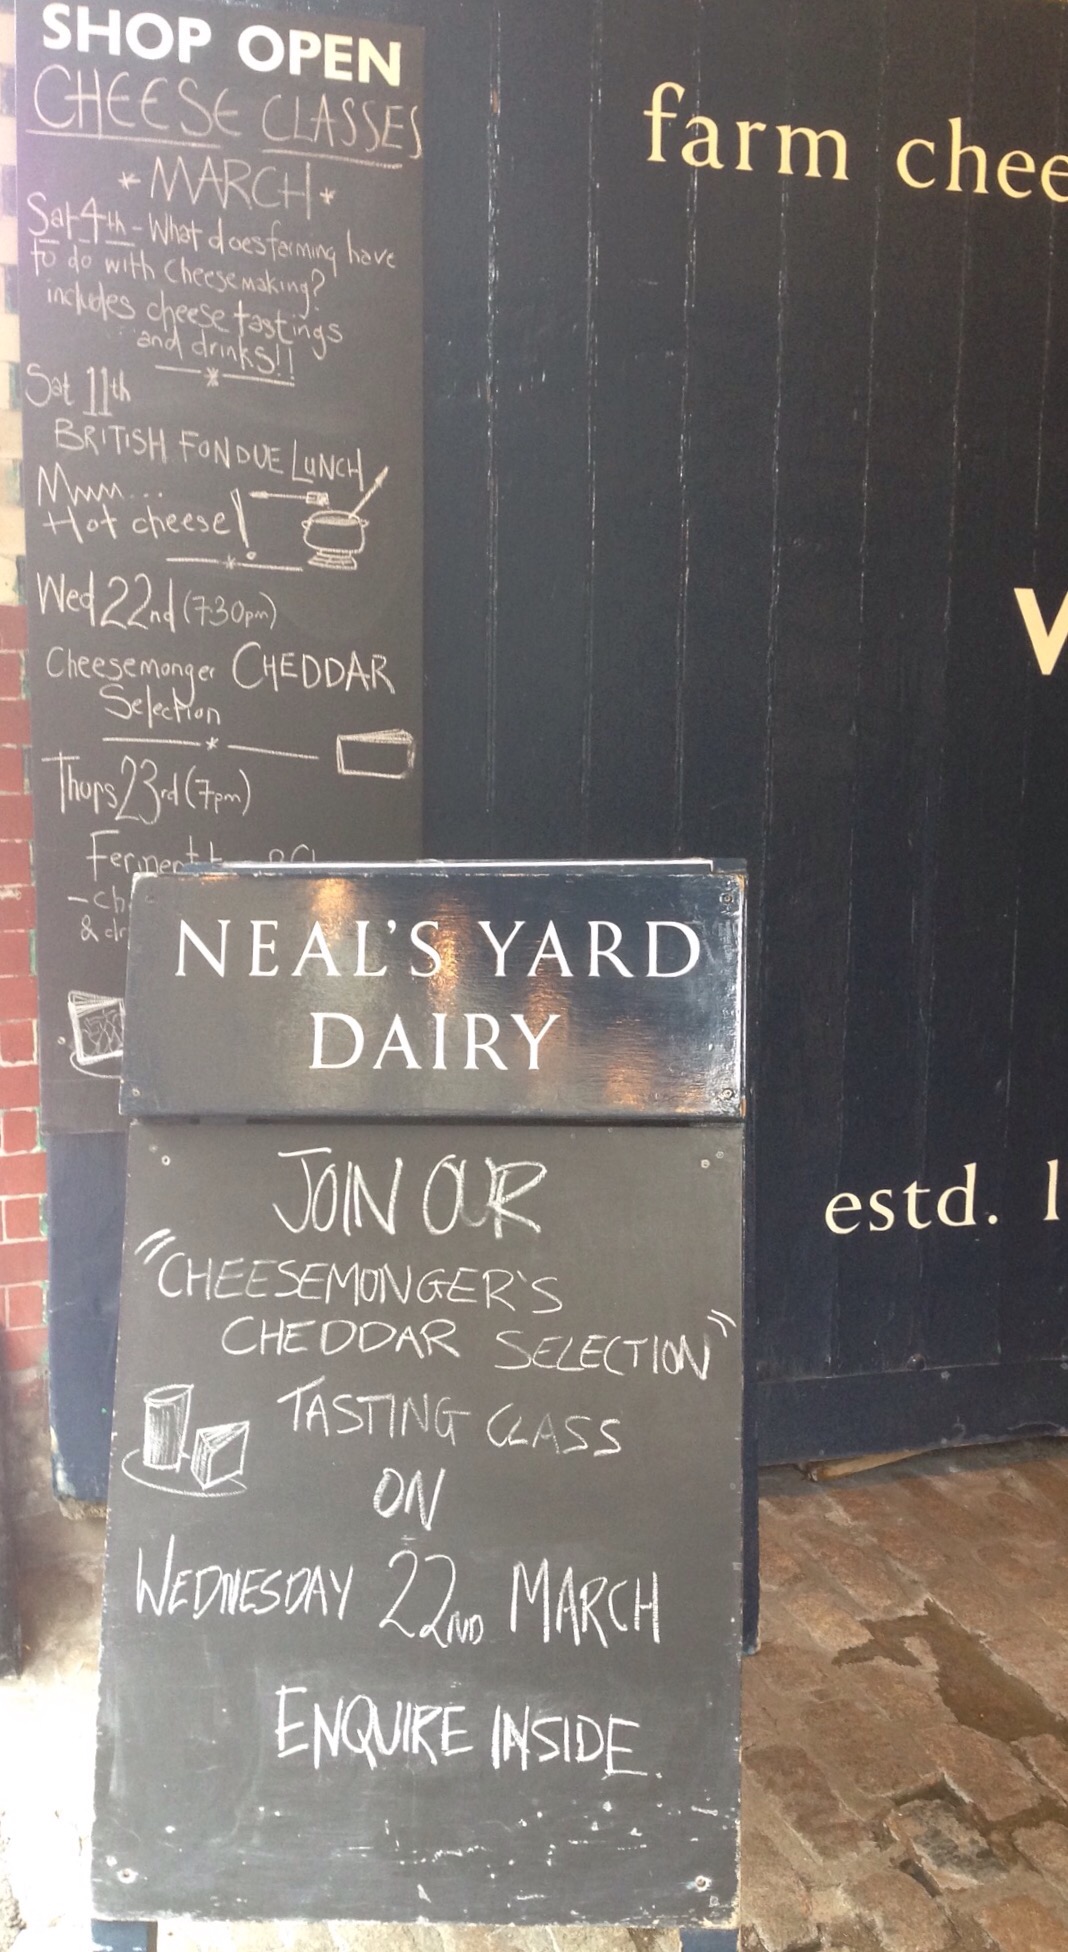 SHOP OPEN
CHEESE CLASSES
* MARCH *
Sat 4th - What does farming have
to do with cheesemaking?
includes cheese tastings
and drinks!!
Sat 11th
BRITISH FONDUE LUNCH
Mmm...
Hot cheese!
Wed 22nd (7.30pm)
Cheesemonger CHEDDAR
Selection
Thurs 23rd (7pm)
&
farm
estd.
NEAL'S YARD
DAIRY
JOIN OUR
"CHEESEMONGER'S
CHEDDAR SELECTION"
TASTING CLASS
ON
WEDNESDAY 22ND MARCH
ENQUIRE INSIDE.